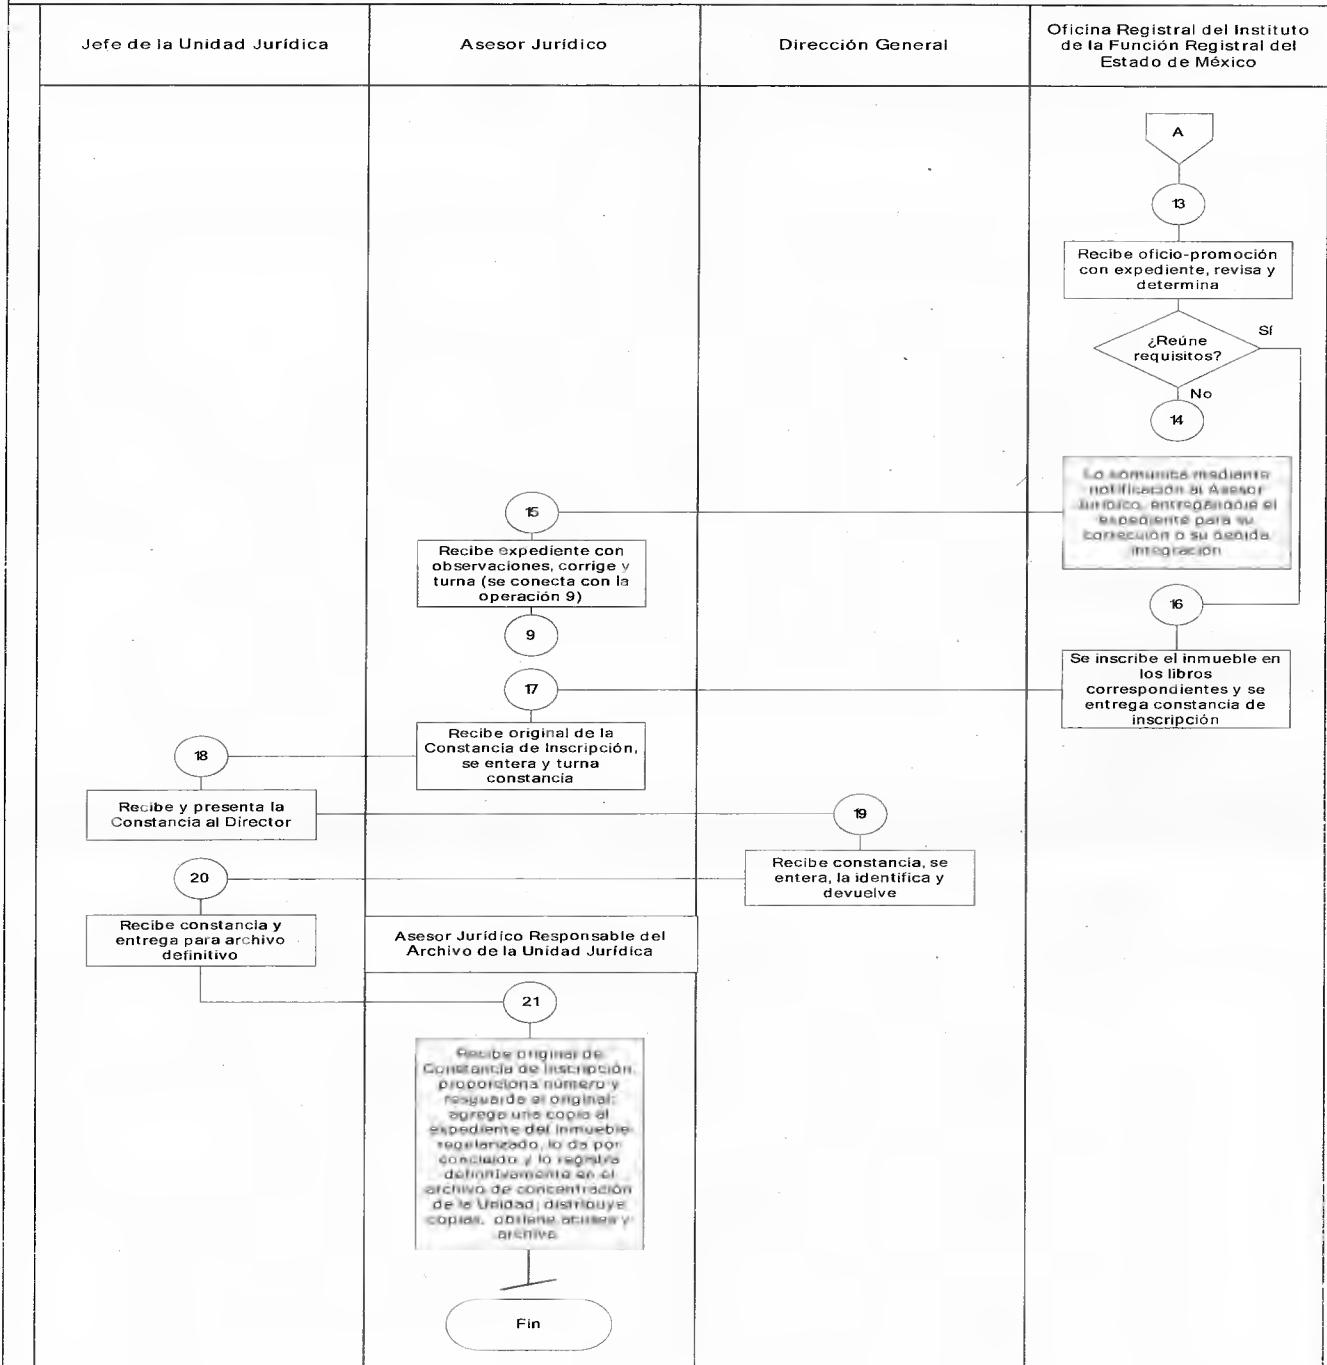 Jefe de la Unidad Jurídica
Asesor Jurídico
Dirección General
Oficina Registral del Instituto
de la Función Registral del
Estado de México
A
13
Recibe oficio-promoción
con expediente, revisa y
determina
¿Reúne
requisitos?
Sí
No
14
Lo comunica mediante
notificación al Asesor
Jurídico, entregándole el
expediente para su
corrección o su debida
integración
15
Recibe expediente con
observaciones, corrige y
turna (se conecta con la
operación 9)
9
16
Se inscribe el inmueble en
los libros
correspondientes y se
entrega constancia de
inscripción
17
Recibe original de la
Constancia de Inscripción,
se entera y turna
constancia
18
Recibe y presenta la
Constancia al Director
19
Recibe constancia, se
entera, la identifica y
devuelve
20
Recibe constancia y
entrega para archivo
definitivo
Asesor Jurídico Responsable del
Archivo de la Unidad Jurídica
21
Recibe original de
Constancia de Inscripción,
proporciona número y
resguarda el original;
agrega una copia al
expediente del inmueble
regularizado, lo da por
concluido y lo registra
definitivamente en el
archivo de concentración
de la Unidad; distribuye
copias, obtiene acuses y
archiva
Fin